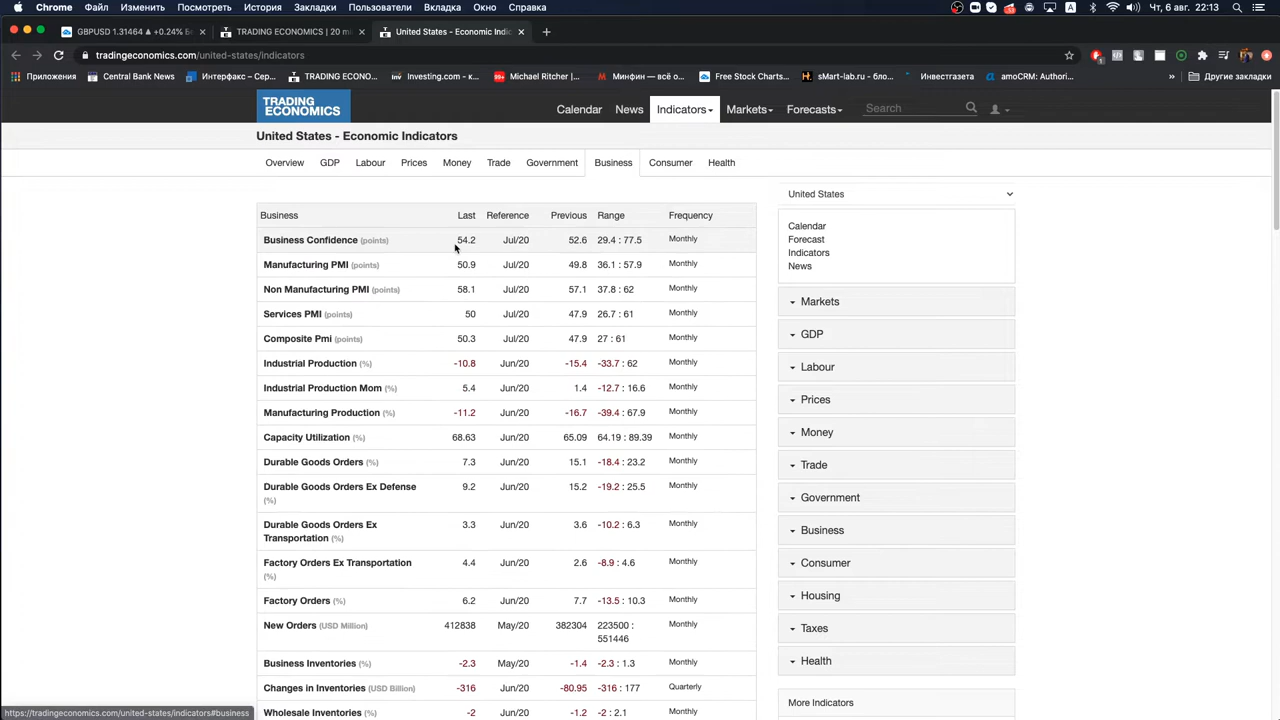 Chrome Файл Изменить Посмотреть История Закладки Пользователи Вкладка Окно Справка Чт, 6 авг. 22:13
GBPUSD 1.31464 ▲ +0.24% Бе
TRADING ECONOMICS | 20 mi
United States - Economic Indic
tradingeconomics.com/united-states/indicators
Приложения Central Bank News Интерфакс – Сер... TRADING ECONO... Investing.com - к... Michael Ritcher |... Минфин — всё о... Free Stock Charts... sMart-lab.ru - бло... Инвестгазета amoCRM: Authori... Другие закладки
TRADING ECONOMICS
Calendar News Indicators Markets Forecasts Search
United States - Economic Indicators
Overview GDP Labour Prices Money Trade Government Business Consumer Health
Business Last Reference Previous Range Frequency
Business Confidence (points) 54.2 Jul/20 52.6 29.4 : 77.5 Monthly
Manufacturing PMI (points) 50.9 Jul/20 49.8 36.1 : 57.9 Monthly
Non Manufacturing PMI (points) 58.1 Jul/20 57.1 37.8 : 62 Monthly
Services PMI (points) 50 Jul/20 47.9 26.7 : 61 Monthly
Composite Pmi (points) 50.3 Jul/20 47.9 27 : 61 Monthly
Industrial Production (%) -10.8 Jun/20 -15.4 -33.7 : 62 Monthly
Industrial Production Mom (%) 5.4 Jun/20 1.4 -12.7 : 16.6 Monthly
Manufacturing Production (%) -11.2 Jun/20 -16.7 -39.4 : 67.9 Monthly
Capacity Utilization (%) 68.63 Jun/20 65.09 64.19 : 89.39 Monthly
Durable Goods Orders (%) 7.3 Jun/20 15.1 -18.4 : 23.2 Monthly
Durable Goods Orders Ex Defense (%) 9.2 Jun/20 15.2 -19.2 : 25.5 Monthly
Durable Goods Orders Ex Transportation (%) 3.3 Jun/20 3.6 -10.2 : 6.3 Monthly
Factory Orders Ex Transportation (%) 4.4 Jun/20 2.6 -8.9 : 4.6 Monthly
Factory Orders (%) 6.2 Jun/20 7.7 -13.5 : 10.3 Monthly
New Orders (USD Million) 412838 May/20 382304 223500 : 551446 Monthly
Business Inventories (%) -2.3 May/20 -1.4 -2.3 : 1.3 Monthly
Changes in Inventories (USD Billion) -316 Jun/20 -80.95 -316 : 177 Quarterly
Wholesale Inventories (%) -2 Jun/20 -1.2 -2 : 2.1 Monthly
United States
Calendar
Forecast
Indicators
News
Markets
GDP
Labour
Prices
Money
Trade
Government
Business
Consumer
Housing
Taxes
Health
More Indicators
https://tradingeconomics.com/united-states/indicators#business